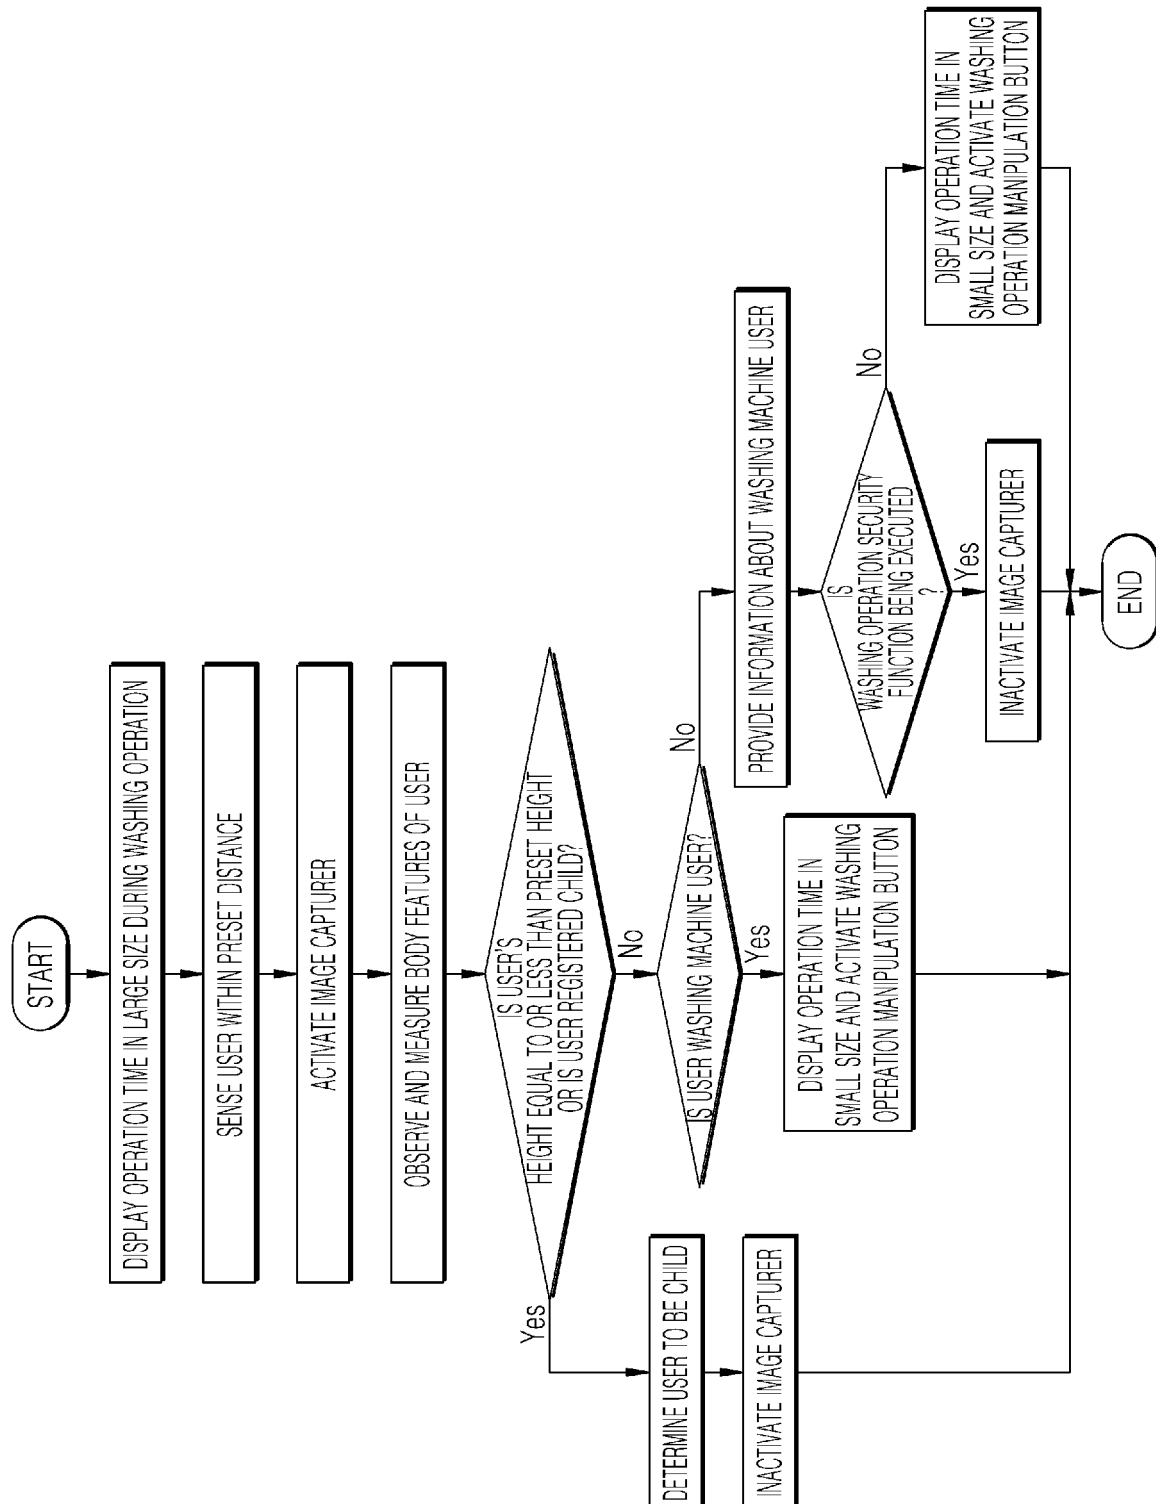 START
DISPLAY OPERATION TIME IN LARGE SIZE DURING WASHING OPERATION
SENSE USER WITHIN PRESET DISTANCE
ACTIVATE IMAGE CAPTURER
OBSERVE AND MEASURE BODY FEATURES OF USER
IS USER'S
HEIGHT EQUAL TO OR LESS THAN PRESET HEIGHT
OR IS USER REGISTERED CHILD?
Yes
No
DETERMINE USER TO BE CHILD
INACTIVATE IMAGE CAPTURER
IS USER WASHING MACHINE USER?
Yes
No
DISPLAY OPERATION TIME IN
SMALL SIZE AND ACTIVATE WASHING
OPERATION MANIPULATION BUTTON
PROVIDE INFORMATION ABOUT WASHING MACHINE USER
IS
WASHING OPERATION SECURITY
FUNCTION BEING EXECUTED
?
Yes
No
INACTIVATE IMAGE CAPTURER
DISPLAY OPERATION TIME IN
SMALL SIZE AND ACTIVATE WASHING
OPERATION MANIPULATION BUTTON
END